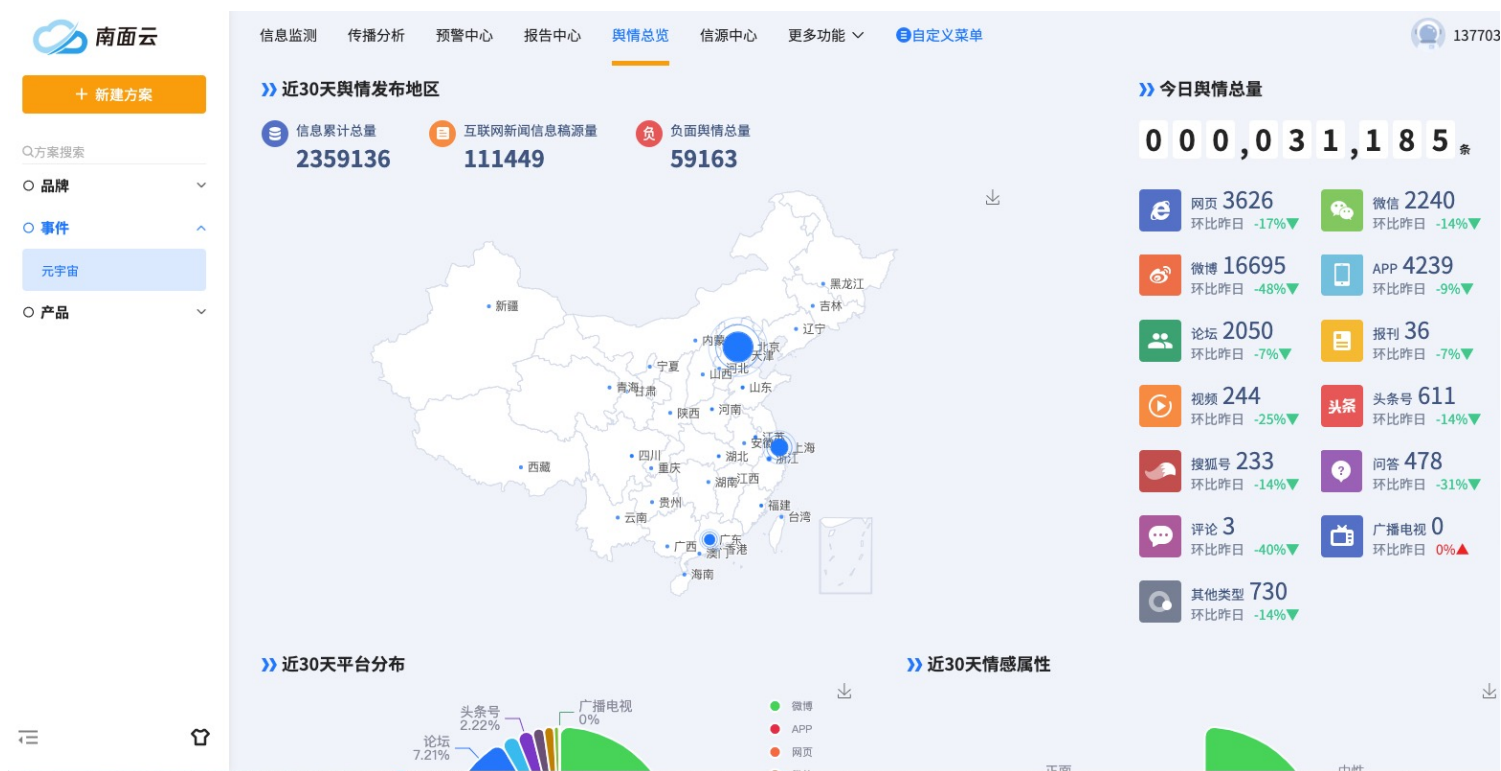 南面云
信息监测 传播分析 预警中心 报告中心 舆情总览 信源中心 更多功能 自定义菜单
137703
+ 新建方案
方案搜索
品牌
事件
元宇宙
产品
近30天舆情发布地区
信息累计总量
2359136
互联网新闻信息稿源量
111449
负
负面舆情总量
59163
黑龙江
吉林
新疆
辽宁
内蒙
北京
天津
宁夏
河北
山西
青海
甘肃
山东
陕西
河南
江苏
安徽
上海
四川
湖北
浙江
西藏
重庆
湖南
江西
贵州
福建
云南
台湾
广西
广东
澳门
香港
海南
今日舆情总量
000,031,185 条
网页 3626
环比昨日 -17%▼
微信 2240
环比昨日 -14%▼
微博 16695
环比昨日 -48%▼
APP 4239
环比昨日 -9%▼
论坛 2050
环比昨日 -7%▼
报刊 36
环比昨日 -7%▼
视频 244
环比昨日 -25%▼
头条
头条号 611
环比昨日 -14%▼
搜狐号 233
环比昨日 -14%▼
问答 478
环比昨日 -31%▼
评论 3
环比昨日 -40%▼
广播电视 0
环比昨日 0%▲
其他类型 730
环比昨日 -14%▼
近30天平台分布
头条号
2.22%
广播电视
0%
论坛
7.21%
微博
APP
网页
近30天情感属性
正面
中性